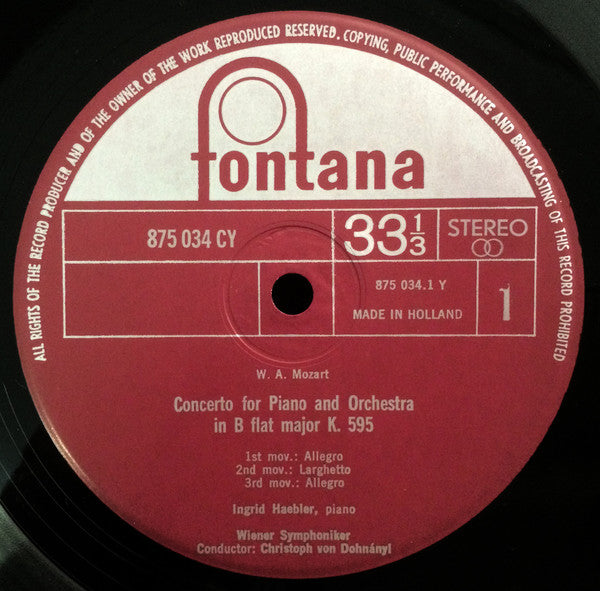 ALL RIGHTS OF THE RECORD PRODUCER AND OF THE OWNER OF THE WORK REPRODUCED RESERVED. COPYING, PUBLIC PERFORMANCE AND BROADCASTING OF THIS RECORD PROHIBITED
fontana
875 034 CY
33 1/3
STEREO
875 034.1 Y
MADE IN HOLLAND
1
W. A. Mozart
Concerto for Piano and Orchestra
in B flat major K. 595
1st mov.: Allegro
2nd mov.: Larghetto
3rd mov.: Allegro
Ingrid Haebler, piano
Wiener Symphoniker
Conductor: Christoph von Dohnányl